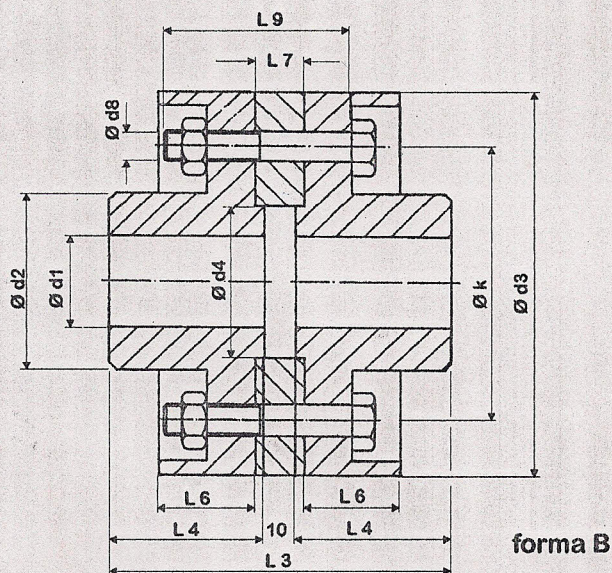 L 9
L 7
Ø d8
Ø d2
Ø d1
Ø d4
Ø k
Ø d3
L 6
L 6
L 4
10
L 4
L 3
forma B